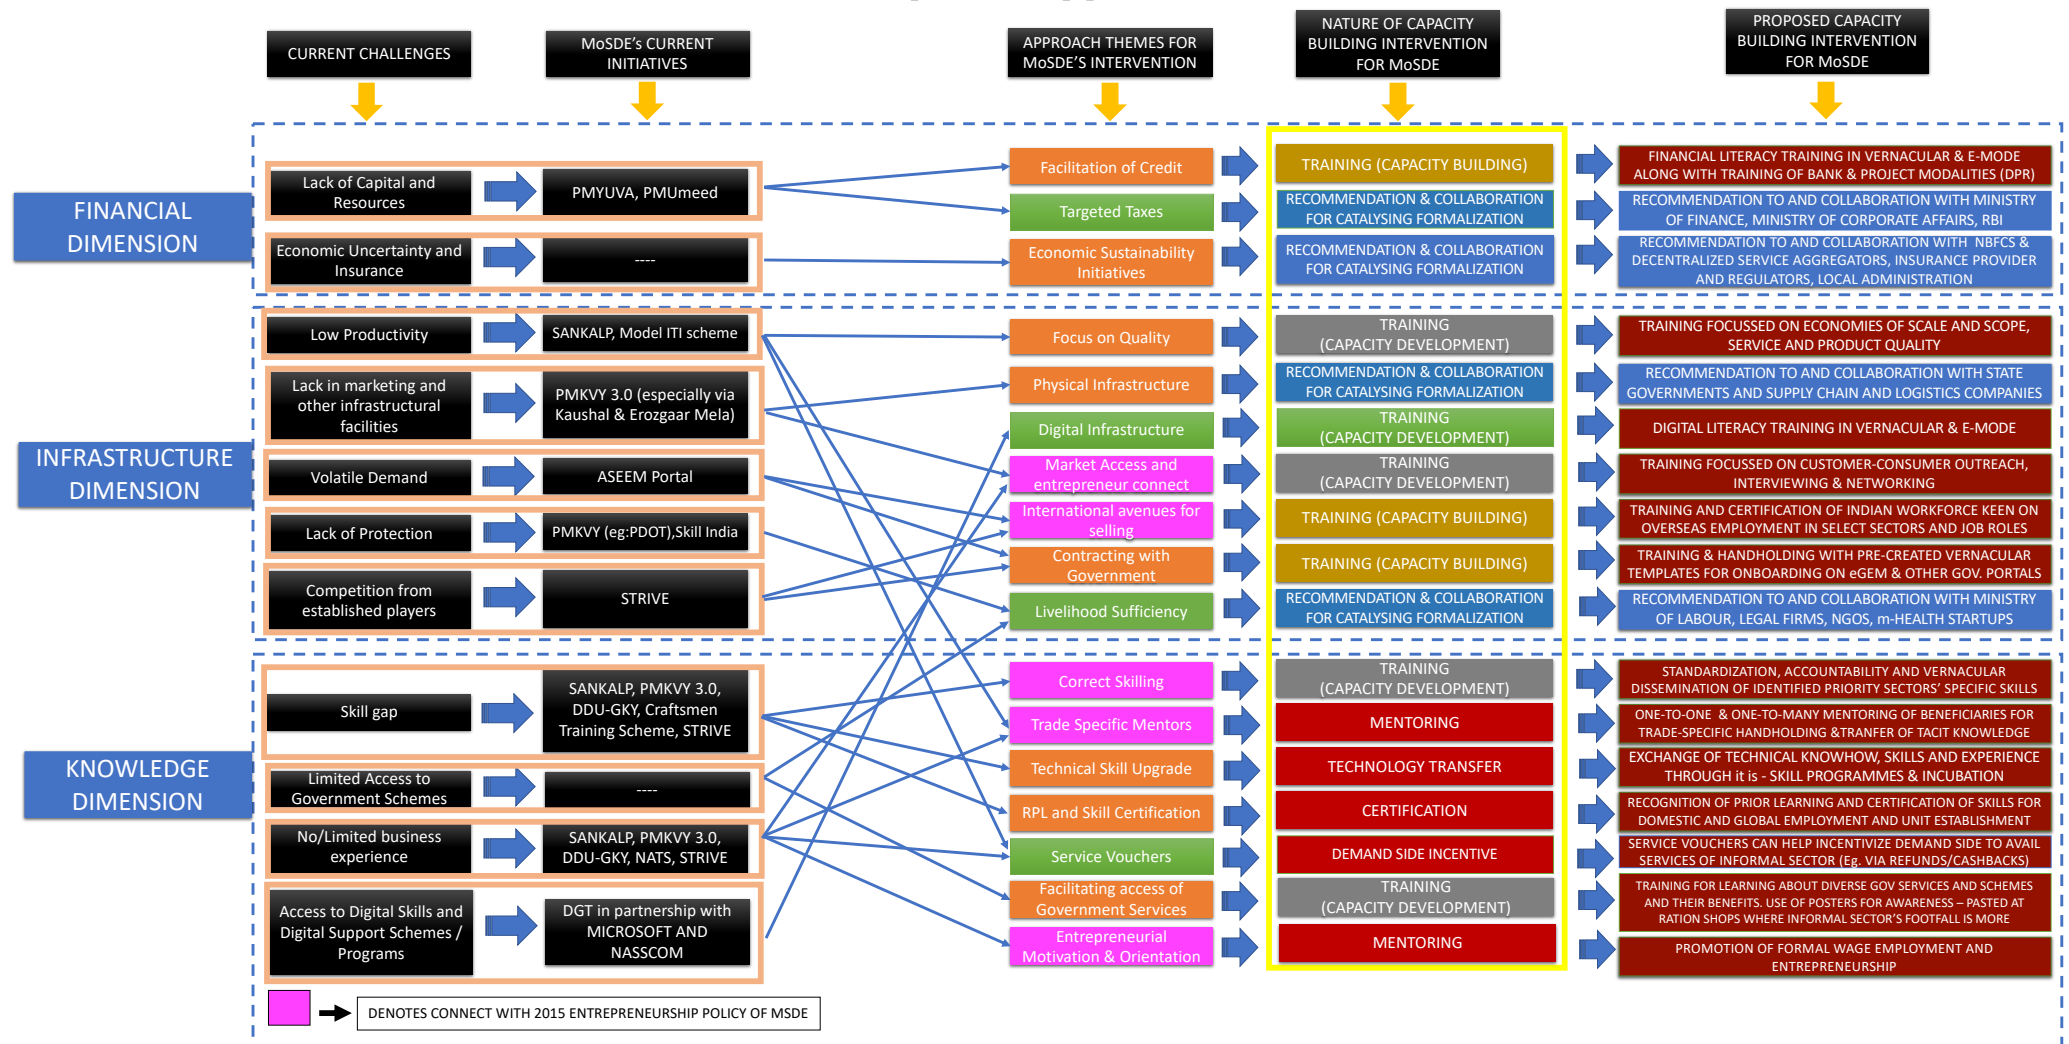 CURRENT CHALLENGES
MoSDE's CURRENT
INITIATIVES
APPROACH THEMES FOR
MoSDE'S INTERVENTION
NATURE OF CAPACITY
BUILDING INTERVENTION
FOR MoSDE
PROPOSED CAPACITY
BUILDING INTERVENTION
FOR MoSDE
FINANCIAL
DIMENSION
Lack of Capital and
Resources
PMYUVA, PMUmeed
Facilitation of Credit
TRAINING (CAPACITY BUILDING)
FINANCIAL LITERACY TRAINING IN VERNACULAR & E-MODE
ALONG WITH TRAINING OF BANK & PROJECT MODALITIES (DPR)
Targeted Taxes
RECOMMENDATION & COLLABORATION
FOR CATALYSING FORMALIZATION
RECOMMENDATION TO AND COLLABORATION WITH MINISTRY
OF FINANCE, MINISTRY OF CORPORATE AFFAIRS, RBI
Economic Uncertainty and
Insurance
----
Economic Sustainability
Initiatives
RECOMMENDATION & COLLABORATION
FOR CATALYSING FORMALIZATION
RECOMMENDATION TO AND COLLABORATION WITH NBFCS &
DECENTRALIZED SERVICE AGGREGATORS, INSURANCE PROVIDER
AND REGULATORS, LOCAL ADMINISTRATION
INFRASTRUCTURE
DIMENSION
Low Productivity
SANKALP, Model ITI scheme
Focus on Quality
TRAINING
(CAPACITY DEVELOPMENT)
TRAINING FOCUSSED ON ECONOMIES OF SCALE AND SCOPE,
SERVICE AND PRODUCT QUALITY
Lack in marketing and
other infrastructural
facilities
PMKVY 3.0 (especially via
Kaushal & Erozgaar Mela)
Physical Infrastructure
RECOMMENDATION & COLLABORATION
FOR CATALYSING FORMALIZATION
RECOMMENDATION TO AND COLLABORATION WITH STATE
GOVERNMENTS AND SUPPLY CHAIN AND LOGISTICS COMPANIES
Digital Infrastructure
TRAINING
(CAPACITY DEVELOPMENT)
DIGITAL LITERACY TRAINING IN VERNACULAR & E-MODE
Volatile Demand
ASEEM Portal
Market Access and
entrepreneur connect
TRAINING
(CAPACITY DEVELOPMENT)
TRAINING FOCUSSED ON CUSTOMER-CONSUMER OUTREACH,
INTERVIEWING & NETWORKING
Lack of Protection
PMKVY (eg:PDOT),Skill India
International avenues for
selling
TRAINING (CAPACITY BUILDING)
TRAINING AND CERTIFICATION OF INDIAN WORKFORCE KEEN ON
OVERSEAS EMPLOYMENT IN SELECT SECTORS AND JOB ROLES
Contracting with
Government
TRAINING (CAPACITY BUILDING)
TRAINING & HANDHOLDING WITH PRE-CREATED VERNACULAR
TEMPLATES FOR ONBOARDING ON eGEM & OTHER GOV. PORTALS
Competition from
established players
STRIVE
Livelihood Sufficiency
RECOMMENDATION & COLLABORATION
FOR CATALYSING FORMALIZATION
RECOMMENDATION TO AND COLLABORATION WITH MINISTRY
OF LABOUR, LEGAL FIRMS, NGOS, m-HEALTH STARTUPS
KNOWLEDGE
DIMENSION
Skill gap
SANKALP, PMKVY 3.0,
DDU-GKY, Craftsmen
Training Scheme, STRIVE
Correct Skilling
TRAINING
(CAPACITY DEVELOPMENT)
STANDARDIZATION, ACCOUNTABILITY AND VERNACULAR
DISSEMINATION OF IDENTIFIED PRIORITY SECTORS' SPECIFIC SKILLS
Trade Specific Mentors
MENTORING
ONE-TO-ONE & ONE-TO-MANY MENTORING OF BENEFICIARIES FOR
TRADE-SPECIFIC HANDHOLDING &TRANFER OF TACIT KNOWLEDGE
Limited Access to
Government Schemes
----
Technical Skill Upgrade
TECHNOLOGY TRANSFER
EXCHANGE OF TECHNICAL KNOWHOW, SKILLS AND EXPERIENCE
THROUGH it is - SKILL PROGRAMMES & INCUBATION
RPL and Skill Certification
CERTIFICATION
RECOGNITION OF PRIOR LEARNING AND CERTIFICATION OF SKILLS FOR
DOMESTIC AND GLOBAL EMPLOYMENT AND UNIT ESTABLISHMENT
No/Limited business
experience
SANKALP, PMKVY 3.0,
DDU-GKY, NATS, STRIVE
Service Vouchers
DEMAND SIDE INCENTIVE
SERVICE VOUCHERS CAN HELP INCENTIVIZE DEMAND SIDE TO AVAIL
SERVICES OF INFORMAL SECTOR (Eg. VIA REFUNDS/CASHBACKS)
Access to Digital Skills and
Digital Support Schemes /
Programs
DGT in partnership with
MICROSOFT AND
NASSCOM
Facilitating access of
Government Services
TRAINING
(CAPACITY DEVELOPMENT)
TRAINING FOR LEARNING ABOUT DIVERSE GOV SERVICES AND SCHEMES
AND THEIR BENEFITS. USE OF POSTERS FOR AWARENESS – PASTED AT
RATION SHOPS WHERE INFORMAL SECTOR'S FOOTFALL IS MORE
Entrepreneurial
Motivation & Orientation
MENTORING
PROMOTION OF FORMAL WAGE EMPLOYMENT AND
ENTREPRENEURSHIP
DENOTES CONNECT WITH 2015 ENTREPRENEURSHIP POLICY OF MSDE